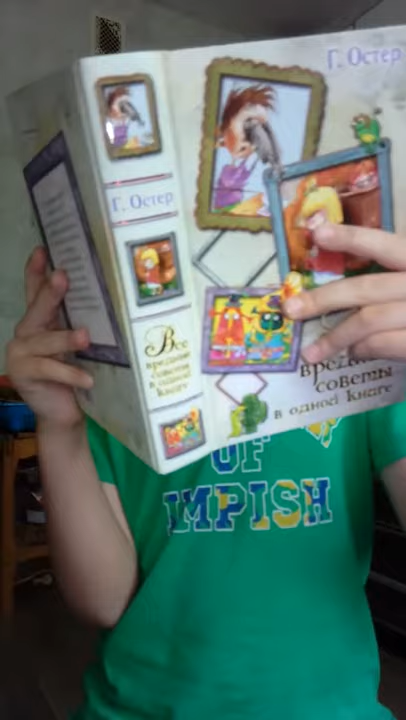 Г. Остер
Г. Остер
Все
вредные
советы
в одной
книге
вредные
советы
в одной книге
OF
IMPISH